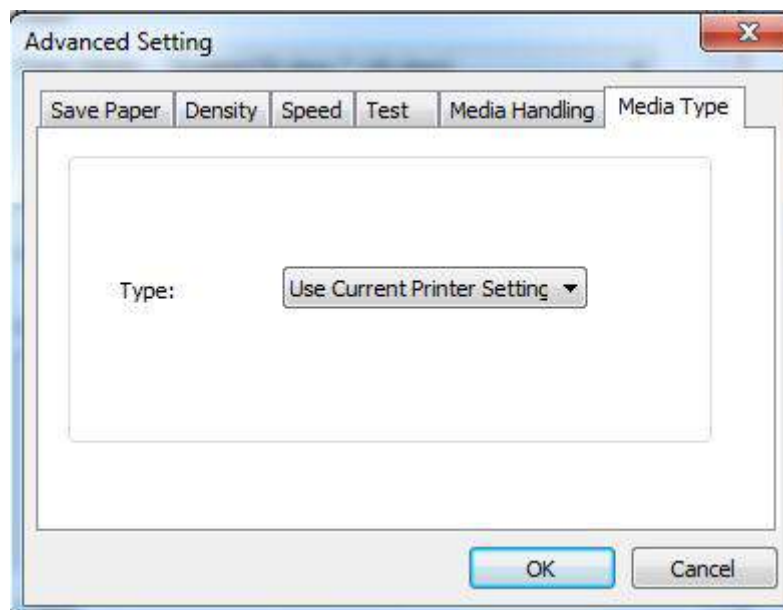 Advanced Setting
Save Paper Density Speed Test Media Handling Media Type
Type: Use Current Printer Setting
OK Cancel